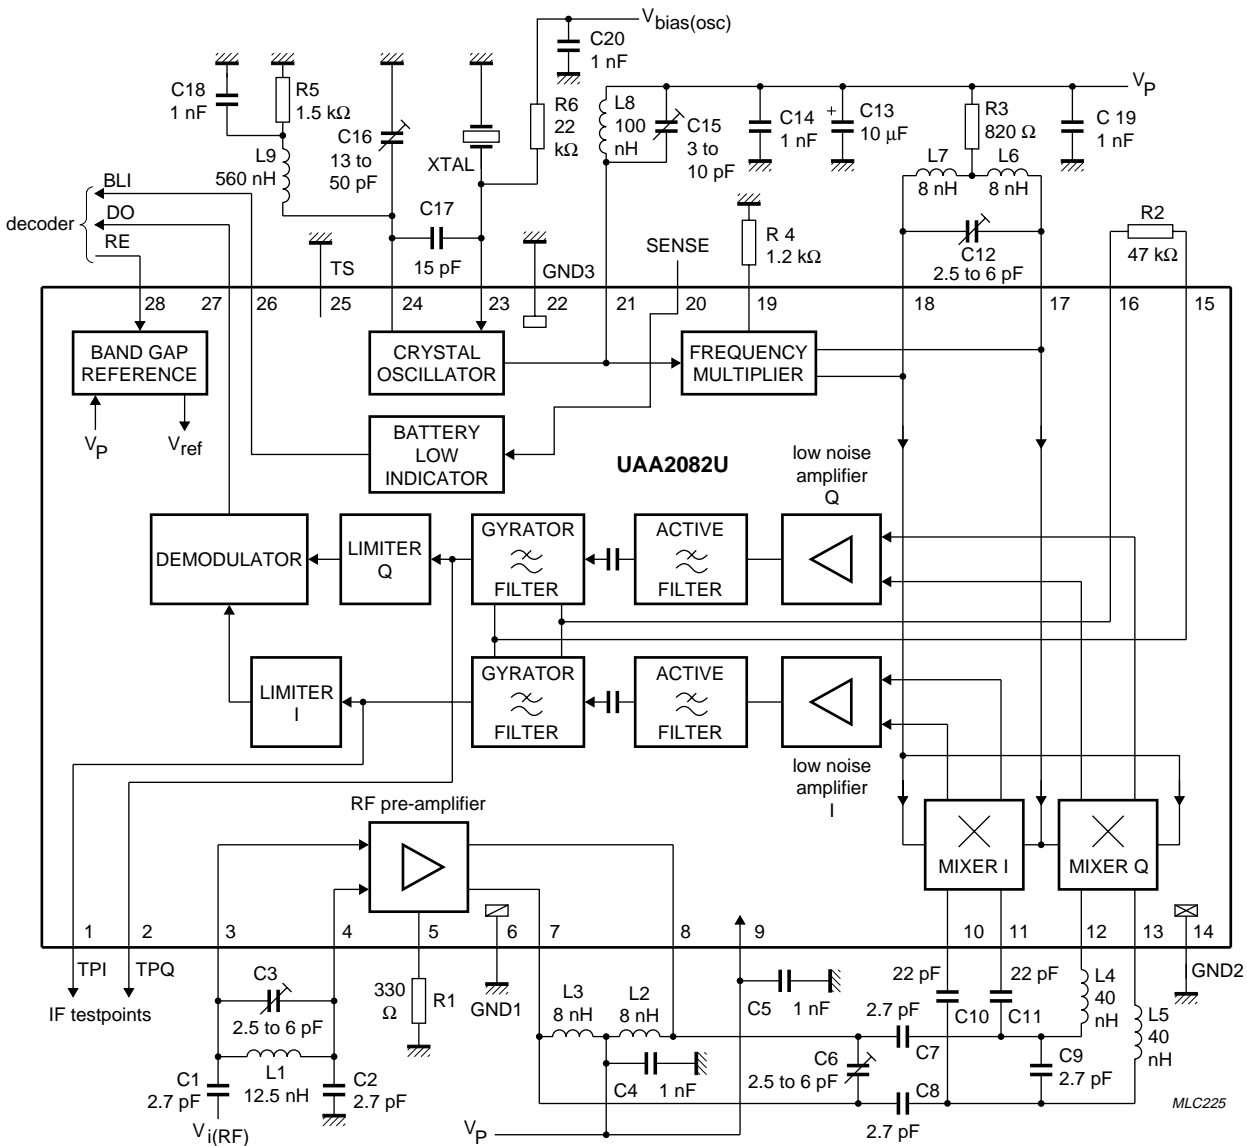 Vbias(osc)
C20
1 nF
C18
1 nF
R5
1.5 kΩ
C16
13 to
50 pF
XTAL
R6
22
kΩ
L8
100
nH
C15
3 to
10 pF
C14
1 nF
C13
10 µF
+
R3
820 Ω
C 19
1 nF
VP
L9
560 nH
L7
8 nH
L6
8 nH
decoder
BLI
DO
RE
C17
15 pF
TS
GND3
SENSE
R 4
1.2 kΩ
C12
2.5 to 6 pF
R2
47 kΩ
28
27
26
25
24
23
22
21
20
19
18
17
16
15
BAND GAP
REFERENCE
VP
Vref
CRYSTAL
OSCILLATOR
FREQUENCY
MULTIPLIER
BATTERY
LOW
INDICATOR
UAA2082U
low noise
amplifier
Q
DEMODULATOR
LIMITER
Q
GYRATOR
FILTER
ACTIVE
FILTER
LIMITER
I
GYRATOR
FILTER
ACTIVE
FILTER
low noise
amplifier
I
RF pre-amplifier
MIXER I
MIXER Q
1
2
3
4
5
6
7
8
9
10
11
12
13
14
TPI
TPQ
IF testpoints
C3
2.5 to 6 pF
L1
12.5 nH
C1
2.7 pF
C2
2.7 pF
Vi(RF)
330
Ω
R1
GND1
L3
8 nH
L2
8 nH
C4
1 nF
C5
1 nF
VP
C6
2.5 to 6 pF
2.7 pF
C7
C8
2.7 pF
22 pF
C10
22 pF
C11
C9
2.7 pF
L4
40
nH
L5
40
nH
GND2
MLC225